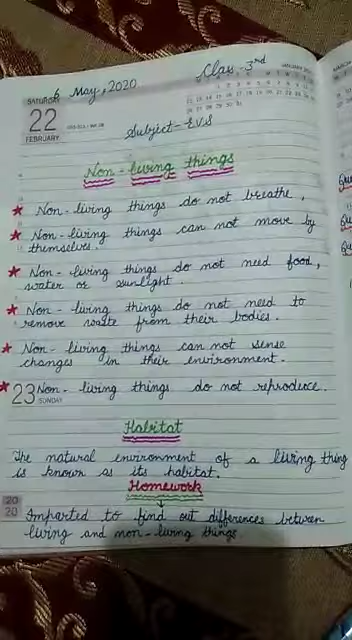 6 May, 2020
Class - 3rd
SATURDAY
22
FEBRUARY
Subject - E.V.S
Non-living things
★ Non-living things do not breathe,
★ Non-living things can not move by
themselves.
★ Non-living things do not need food,
water or sunlight.
★ Non-living things do not need to
remove waste from their bodies.
★ Non-living things can not sense
changes in their environment.
★ Non-living things do not reproduce.
23 SUNDAY
Habitat
The natural environment of a living thing
is known as its habitat.
Homework
20
20
Imparted to find out differences between
living and non-living things